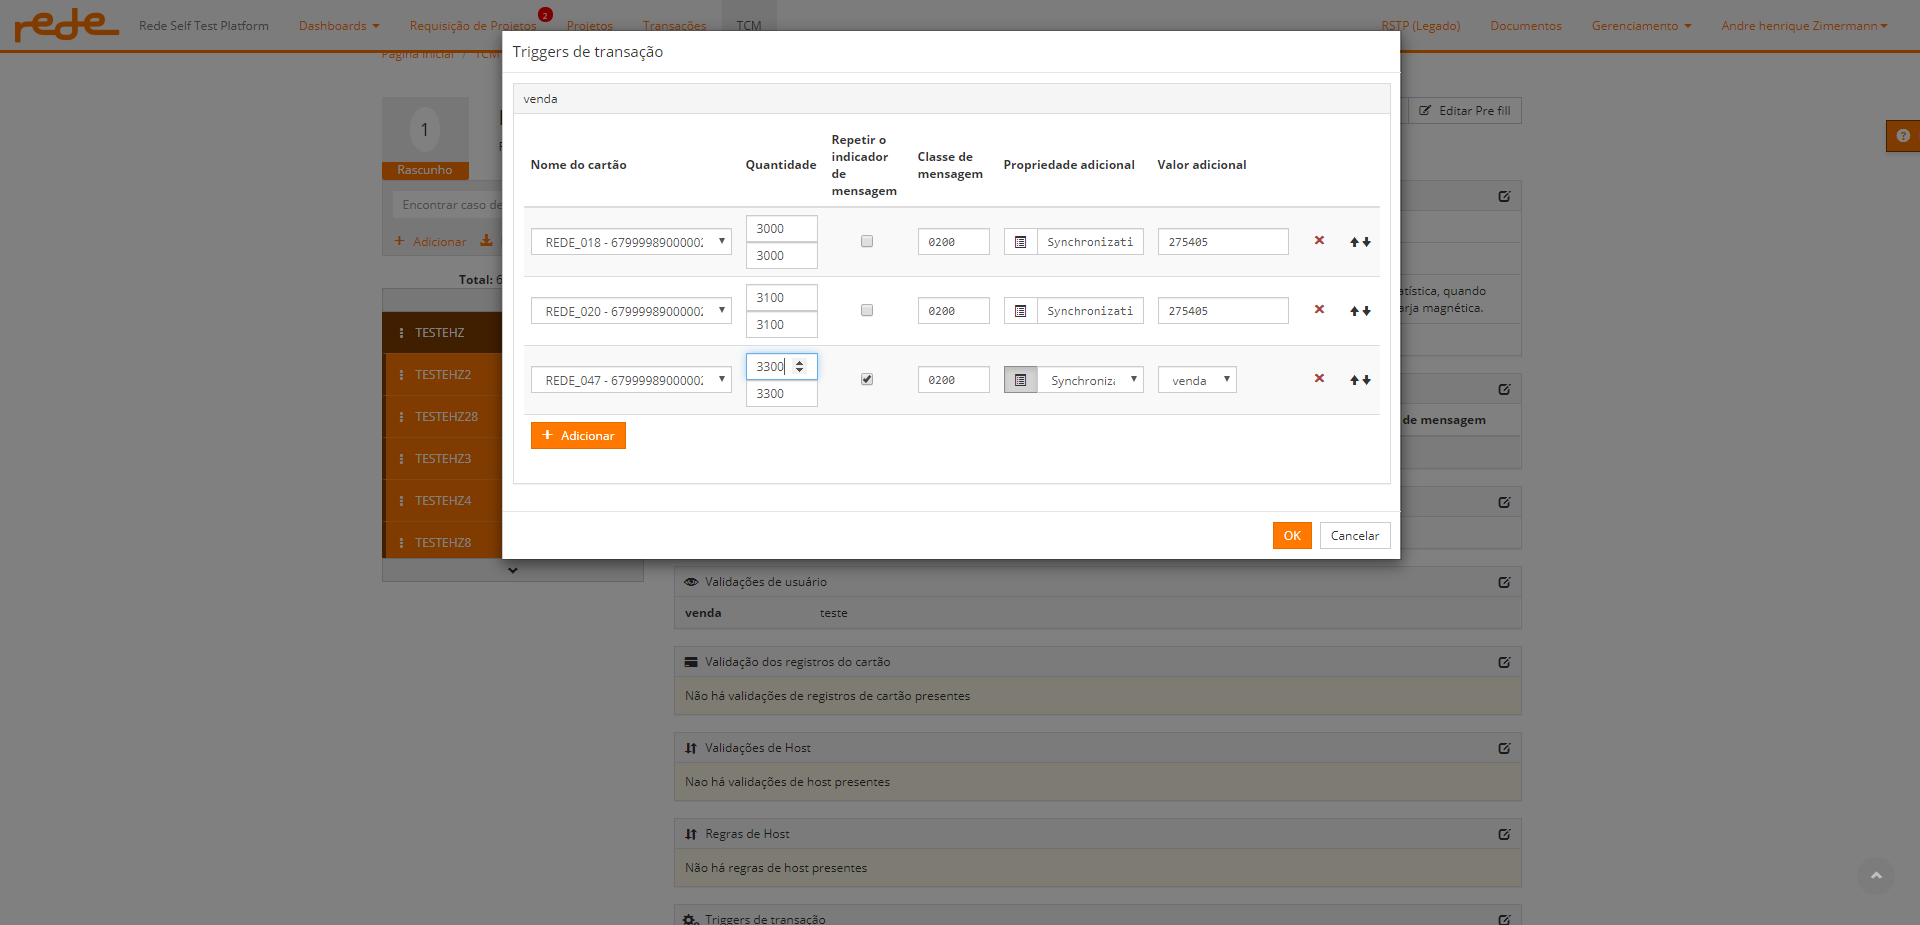 rede
Rede Self Test Platform
Dashboards
Requisição de Projetos
2
Projetos
Transações
TCM
RSTP (Legado)
Documentos
Gerenciamento
Andre henrique Zimermann
Página Inicial / TCM
Triggers de transação
venda
1
Rascunho
Editar Pre fill
Nome do cartão
Quantidade
Repetir o
indicador
de
mensagem
Classe de
mensagem
Propriedade adicional
Valor adicional
Encontrar caso de
Adicionar
Total: 6
REDE_018 - 6799998900000
3000
3000
0200
Synchronizati
275405
REDE_020 - 6799998900000
3100
3100
0200
Synchronizati
275405
atística, quando
arja magnética.
REDE_047 - 6799998900000
3300
3300
0200
Synchroniz
venda
TESTEHZ
TESTEHZ2
TESTEHZ28
TESTEHZ3
TESTEHZ4
TESTEHZ8
de mensagem
Adicionar
OK
Cancelar
Validações de usuário
venda
teste
Validação dos registros do cartão
Não há validações de registros de cartão presentes
Validações de Host
Nao há validações de host presentes
Regras de Host
Não há regras de host presentes
Triggers de transação